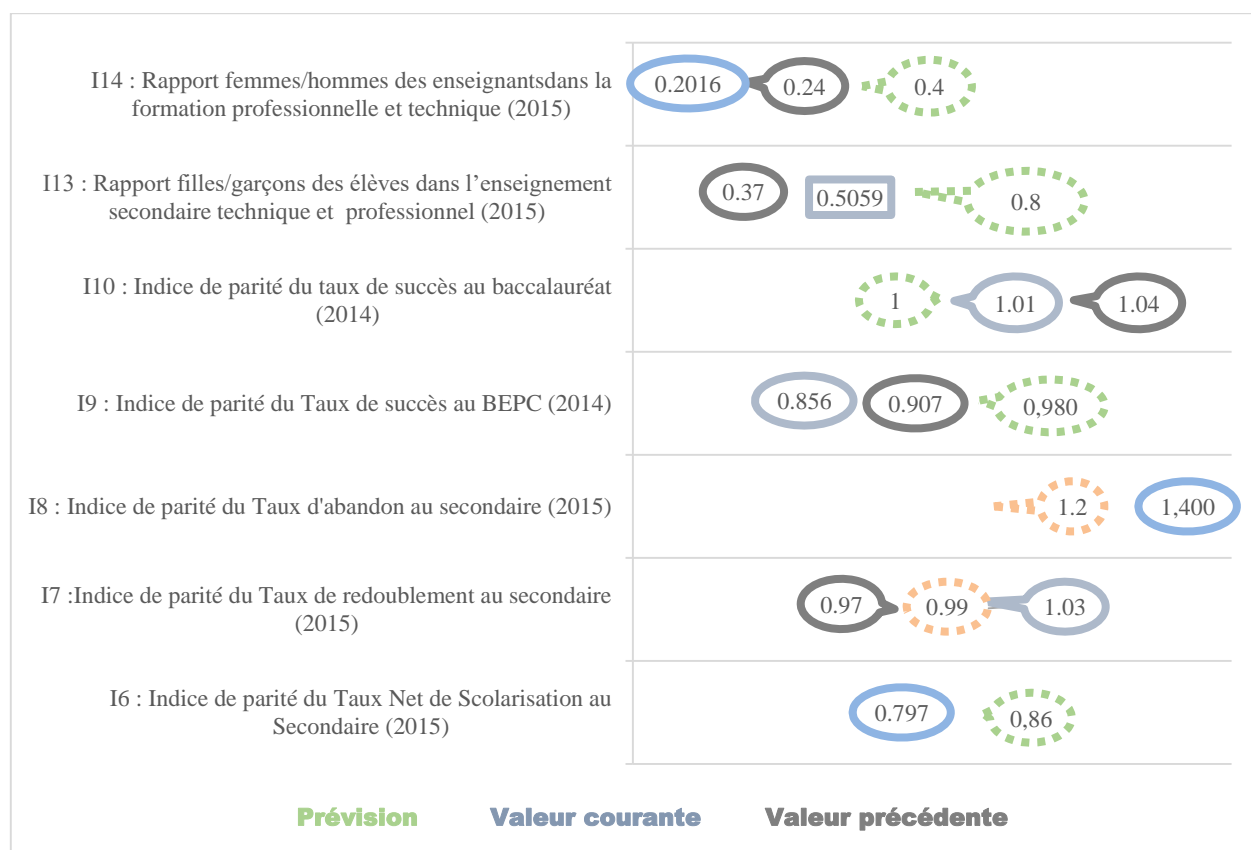 I14 : Rapport femmes/hommes des enseignantsdans la
formation professionnelle et technique (2015)
0.2016 0.24 0.4
I13 : Rapport filles/garçons des élèves dans l’enseignement
secondaire technique et professionnel (2015)
0.37 0.5059 0.8
I10 : Indice de parité du taux de succès au baccalauréat
(2014)
1 1.01 1.04
I9 : Indice de parité du Taux de succès au BEPC (2014)
0.856 0.907 0,980
I8 : Indice de parité du Taux d'abandon au secondaire (2015)
1.2 1,400
I7 :Indice de parité du Taux de redoublement au secondaire
(2015)
0.97 0.99 1.03
I6 : Indice de parité du Taux Net de Scolarisation au
Secondaire (2015)
0.797 0,86
Prévision Valeur courante Valeur précédente